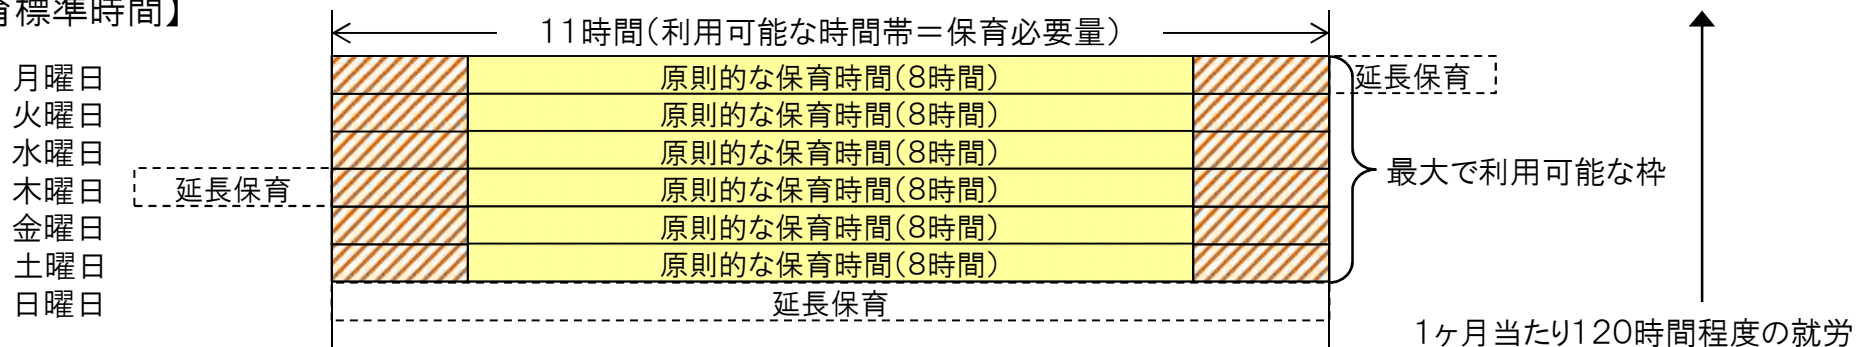 育標準時間】
11時間(利用可能な時間帯＝保育必要量)
月曜日 原則的な保育時間(8時間) 延長保育
火曜日 原則的な保育時間(8時間)
水曜日 原則的な保育時間(8時間)
木曜日 延長保育 原則的な保育時間(8時間) 最大で利用可能な枠
金曜日 原則的な保育時間(8時間)
土曜日 原則的な保育時間(8時間)
日曜日 延長保育
1ヶ月当たり120時間程度の就労